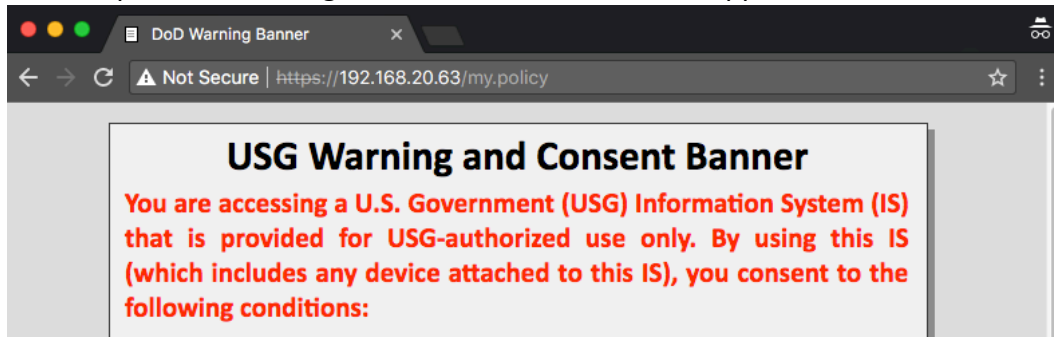 DoD Warning Banner
Not Secure | https://192.168.20.63/my.policy
USG Warning and Consent Banner
You are accessing a U.S. Government (USG) Information System (IS)
that is provided for USG-authorized use only. By using this IS
(which includes any device attached to this IS), you consent to the
following conditions: